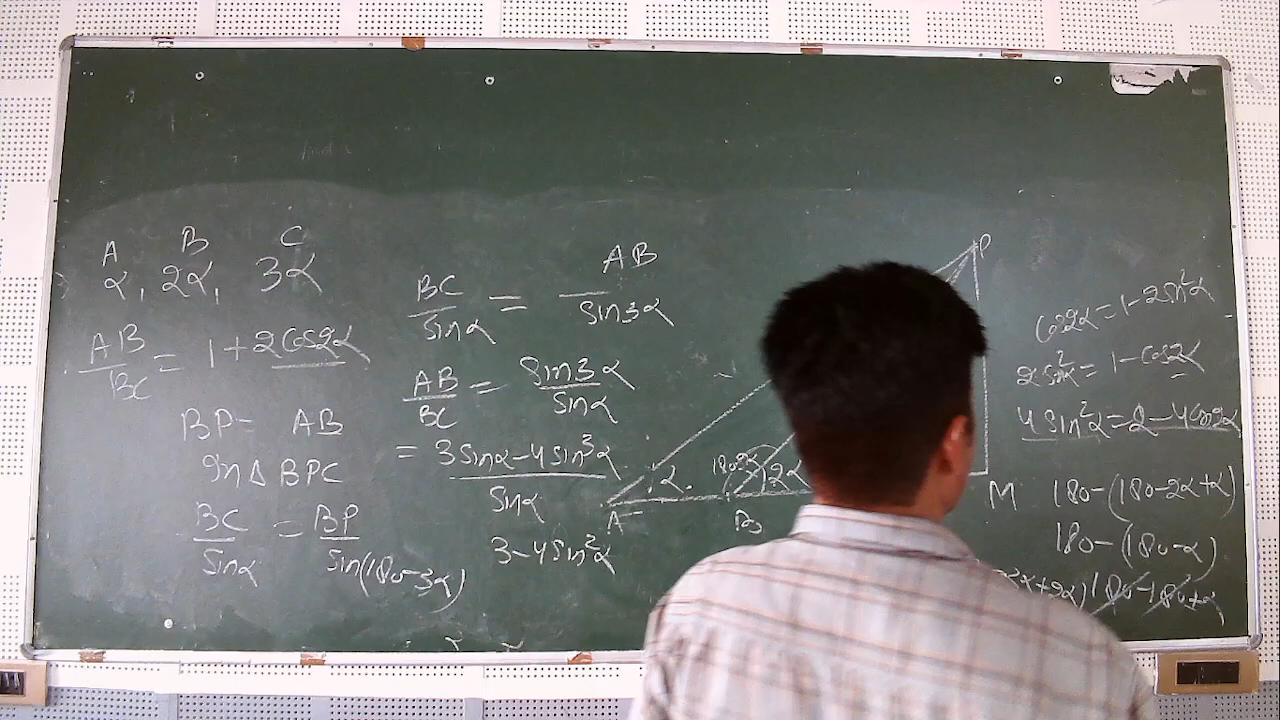 A B C
α, 2α, 3α
AB/BC = 1 + 2cos2α
BP = AB
In Δ BPC
BC/sinα = BP/sin(180-3α)
BC/sinα = AB/sin3α
AB/BC = sin3α/sinα
= 3sinα-4sin³α/sinα
3-4sin²α
P
α
180-2α
2α
A B M
cos2α = 1-2sin²α
2sin²α = 1-cos2α
4sin²α = 2-4cos2α
180-(180-2α+α)
180-(180-α)
180-180+α